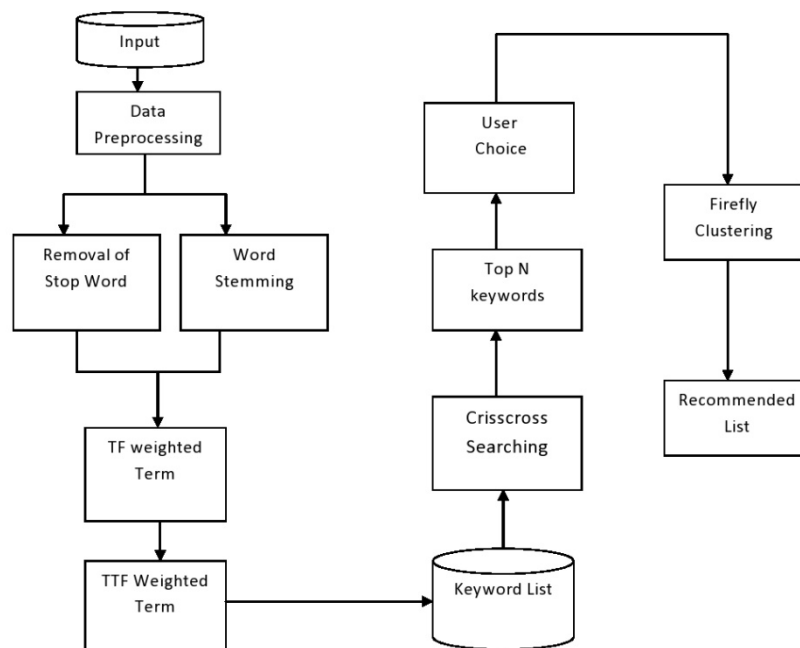 Input
Data
Preprocessing
Removal of
Stop Word
Word
Stemming
TF weighted
Term
TTF Weighted
Term
Keyword List
Crisscross
Searching
Top N
keywords
User
Choice
Firefly
Clustering
Recommended
List